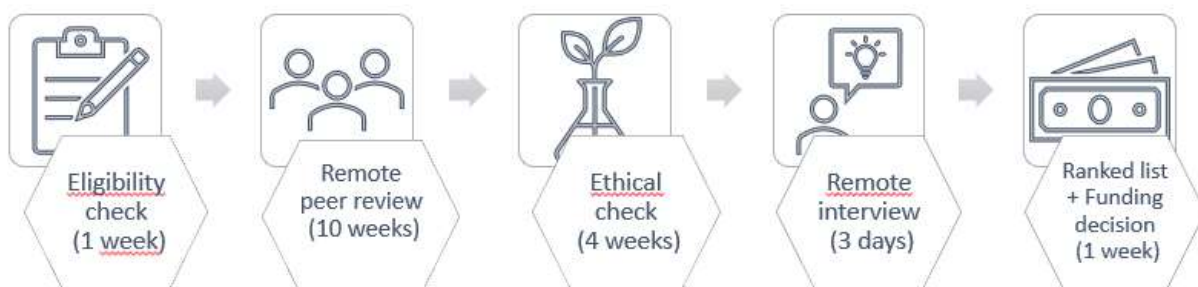 Eligibility
check
(1 week)
Remote
peer review
(10 weeks)
Ethical
check
(4 weeks)
Remote
interview
(3 days)
Ranked list
+ Funding
decision
(1 week)